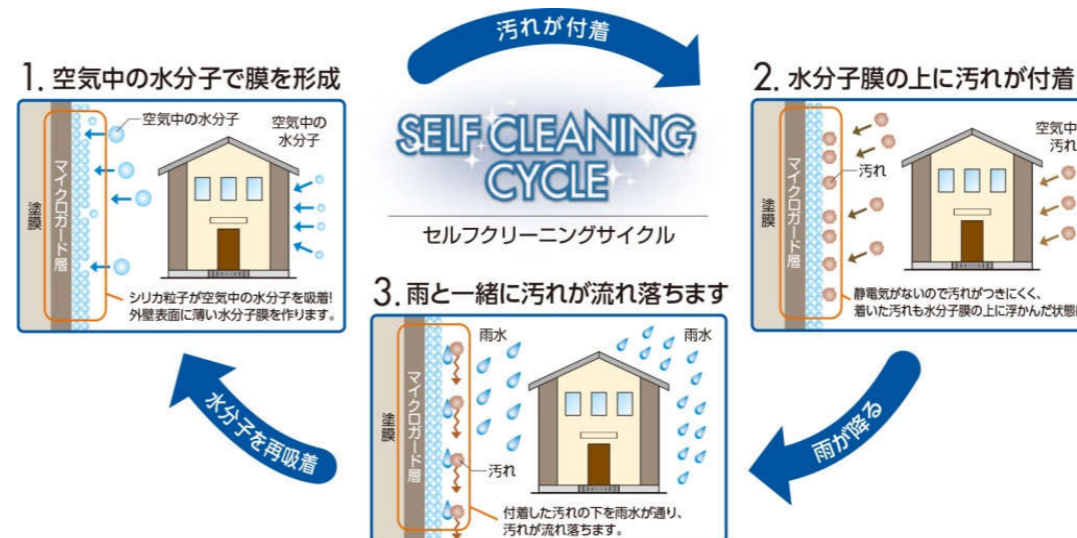 汚れが付着
1. 空気中の水分子で膜を形成
空気中の水分子
空気中の
水分子
マイクロガード層
塗膜
シリカ粒子が空気中の水分子を吸着!
外壁表面に薄い水分子膜を作ります。
SELF CLEANING
CYCLE
セルフクリーニングサイクル
2. 水分子膜の上に汚れが付着
空気中
汚れ
汚れ
マイクロガード層
塗膜
静電気がないので汚れがつきにくく、
着いた汚れも水分子膜の上に浮かんだ状態
雨が降る
3. 雨と一緒に汚れが流れ落ちます
雨水
雨水
マイクロガード層
塗膜
汚れ
付着した汚れの下を雨水が通り、
汚れが流れ落ちます。
水分子を再吸着